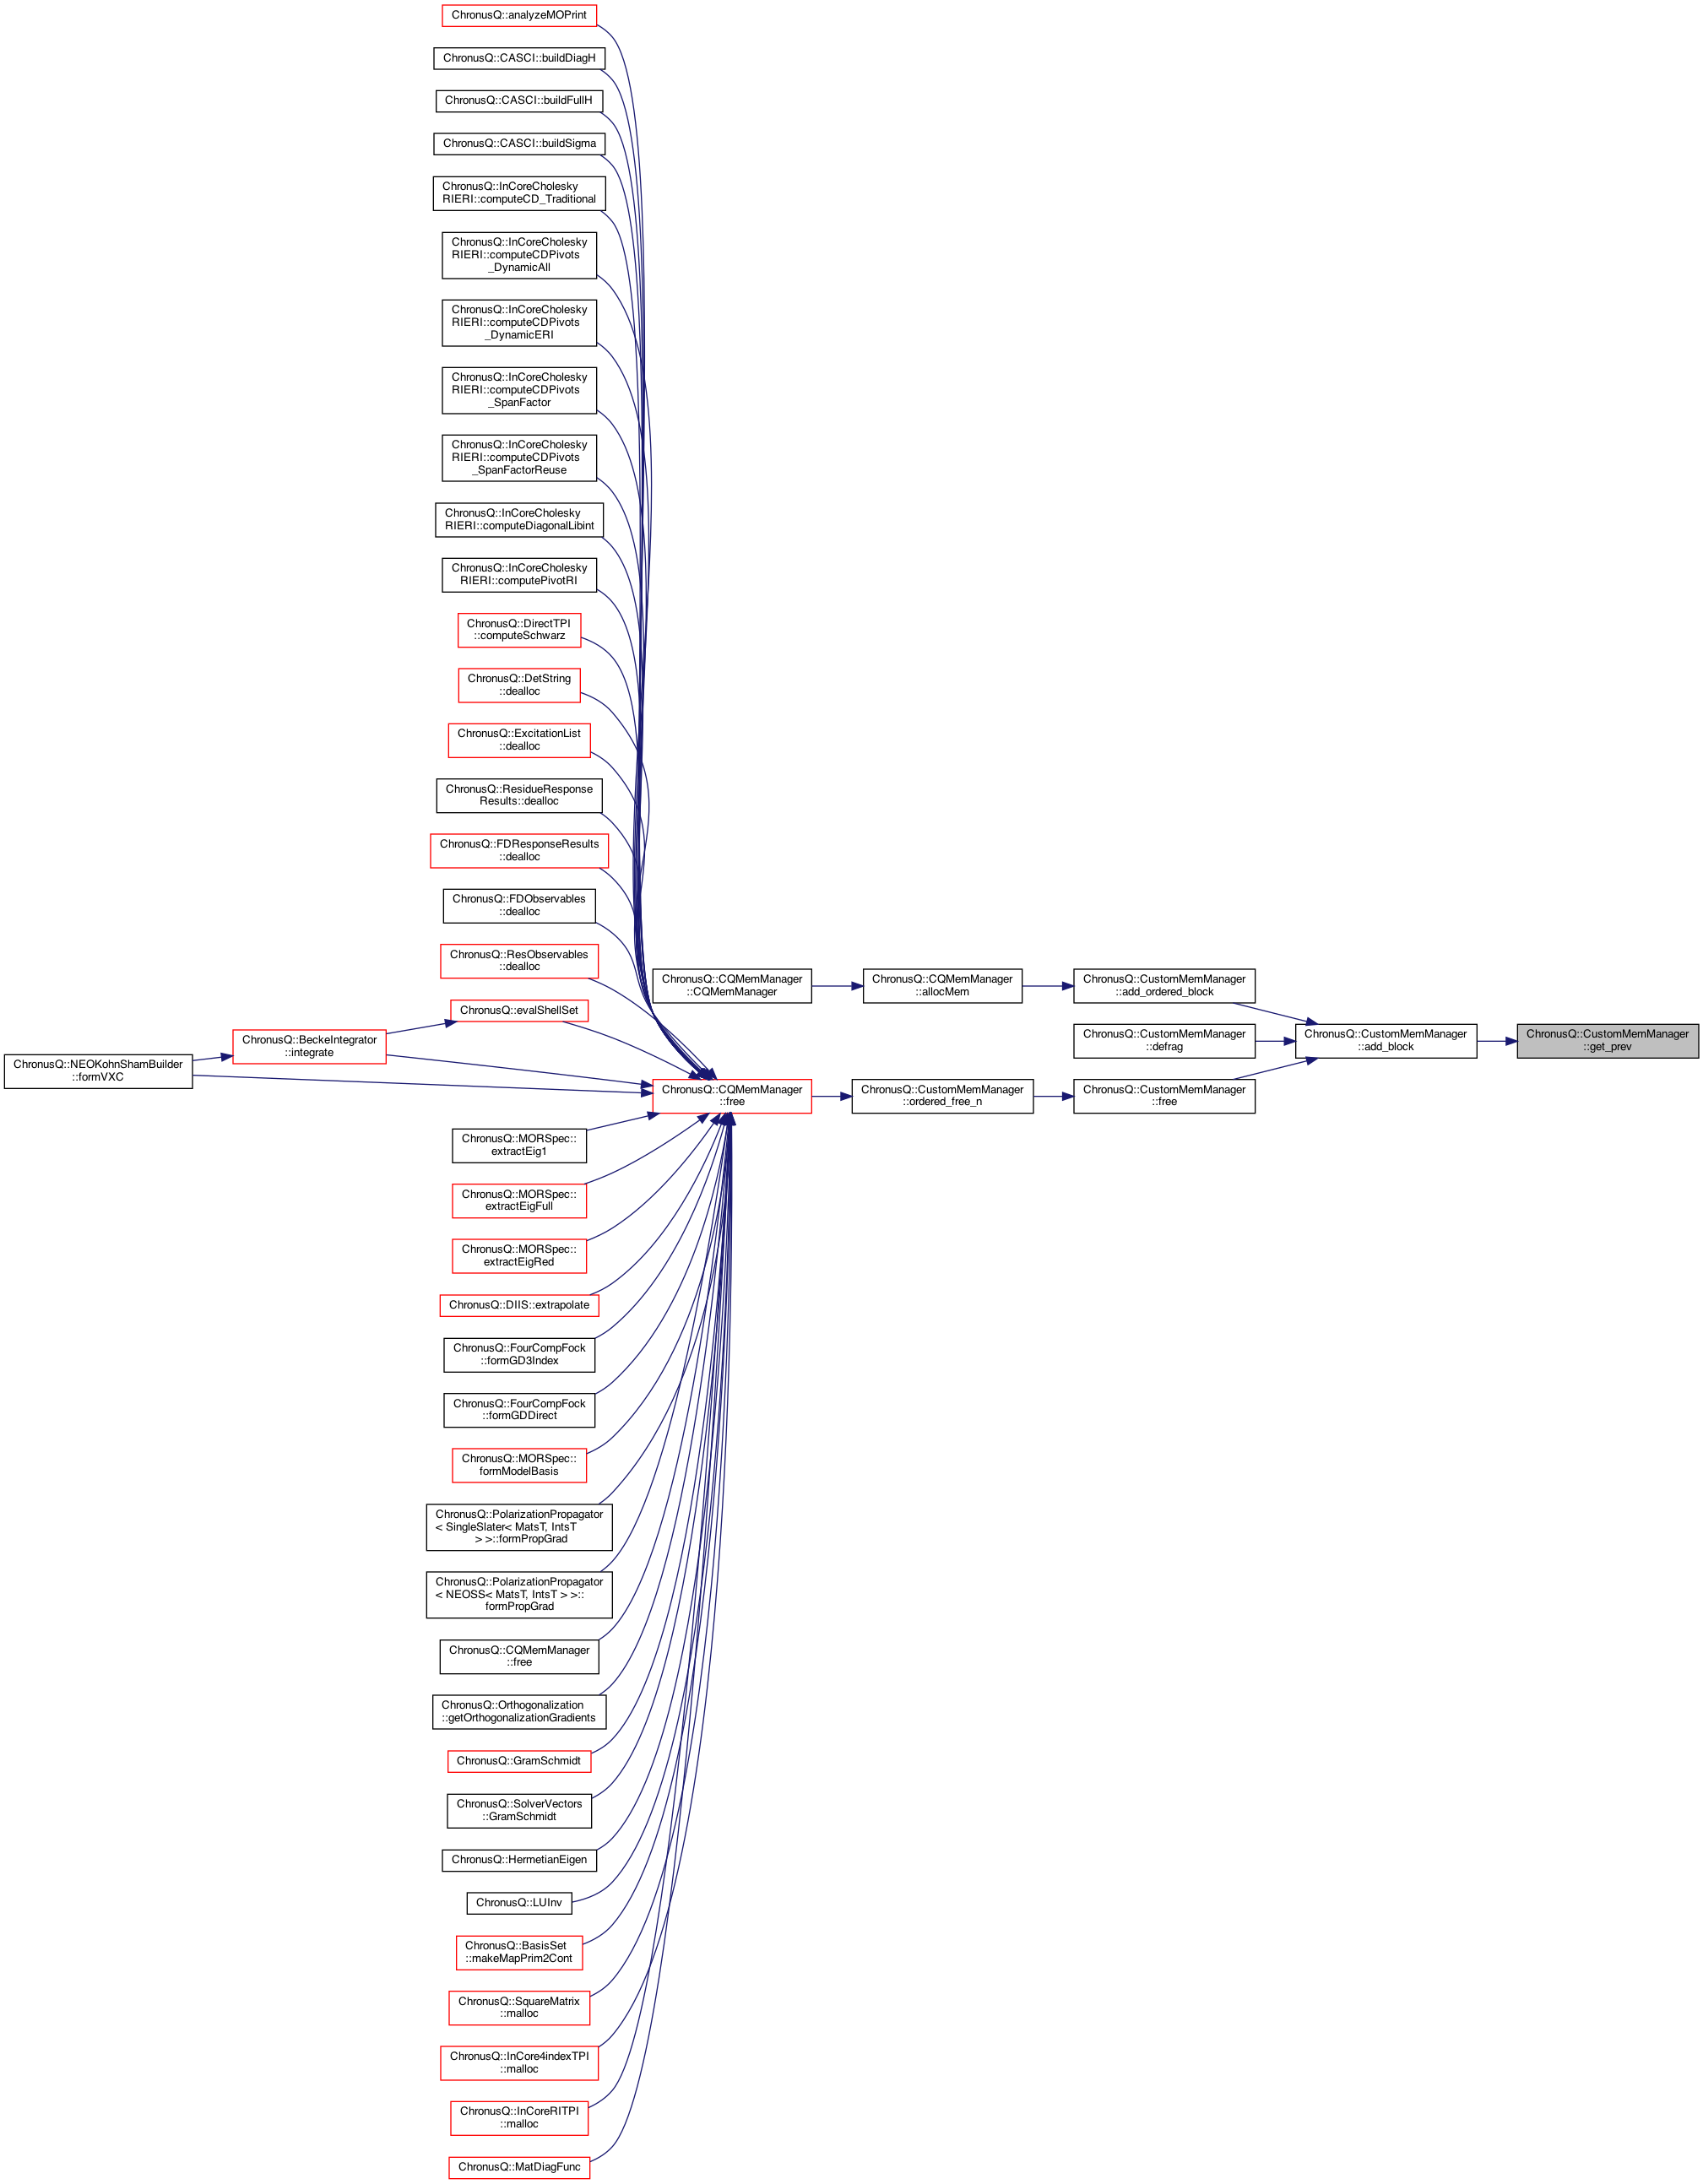 ChronusQ::analyzeMOPrint
ChronusQ::CASCI::buildDiagH
ChronusQ::CASCI::buildFullH
ChronusQ::CASCI::buildSigma
ChronusQ::InCoreCholesky
RIERI::computeCD_Traditional
ChronusQ::InCoreCholesky
RIERI::computeCDPivots
_DynamicAll
ChronusQ::InCoreCholesky
RIERI::computeCDPivots
_DynamicERI
ChronusQ::InCoreCholesky
RIERI::computeCDPivots
_SpanFactor
ChronusQ::InCoreCholesky
RIERI::computeCDPivots
_SpanFactorReuse
ChronusQ::InCoreCholesky
RIERI::computeDiagonalLibint
ChronusQ::InCoreCholesky
RIERI::computePivotRI
ChronusQ::DirectTPI
::computeSchwarz
ChronusQ::DetString
::dealloc
ChronusQ::ExcitationList
::dealloc
ChronusQ::ResidueResponse
Results::dealloc
ChronusQ::FDResponseResults
::dealloc
ChronusQ::FDObservables
::dealloc
ChronusQ::ResObservables
::dealloc
ChronusQ::evalShellSet
ChronusQ::BeckeIntegrator
::integrate
ChronusQ::NEOKohnShamBuilder
::formVXC
ChronusQ::CQMemManager
::CQMemManager
ChronusQ::CQMemManager
::allocMem
ChronusQ::CustomMemManager
::add_ordered_block
ChronusQ::CustomMemManager
::defrag
ChronusQ::CustomMemManager
::add_block
ChronusQ::CustomMemManager
::get_prev
ChronusQ::CQMemManager
::free
ChronusQ::CustomMemManager
::ordered_free_n
ChronusQ::CustomMemManager
::free
ChronusQ::MORSpec::
extractEig1
ChronusQ::MORSpec::
extractEigFull
ChronusQ::MORSpec::
extractEigRed
ChronusQ::DIIS::extrapolate
ChronusQ::FourCompFock
::formGD3Index
ChronusQ::FourCompFock
::formGDDirect
ChronusQ::MORSpec::
formModelBasis
ChronusQ::PolarizationPropagator
< SingleSlater< MatsT, IntsT
> >::formPropGrad
ChronusQ::PolarizationPropagator
< NEOSS< MatsT, IntsT > >::
formPropGrad
ChronusQ::CQMemManager
::free
ChronusQ::Orthogonalization
::getOrthogonalizationGradients
ChronusQ::GramSchmidt
ChronusQ::SolverVectors
::GramSchmidt
ChronusQ::HermetianEigen
ChronusQ::LUInv
ChronusQ::BasisSet
::makeMapPrim2Cont
ChronusQ::SquareMatrix
::malloc
ChronusQ::InCore4indexTPI
::malloc
ChronusQ::InCoreRITPI
::malloc
ChronusQ::MatDiagFunc